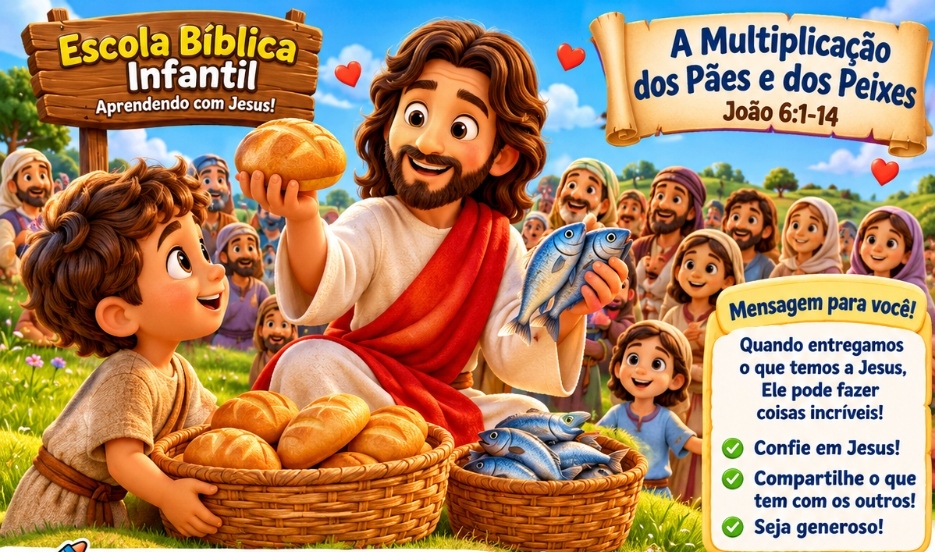 Escola Bíblica
Infantil
Aprendendo com Jesus!
A Multiplicação
dos Pães e dos Peixes
João 6:1-14
Mensagem para você!
Quando entregamos
o que temos a Jesus,
Ele pode fazer
coisas incríveis!
Confie em Jesus!
Compartilhe o que
tem com os outros!
Seja generoso!